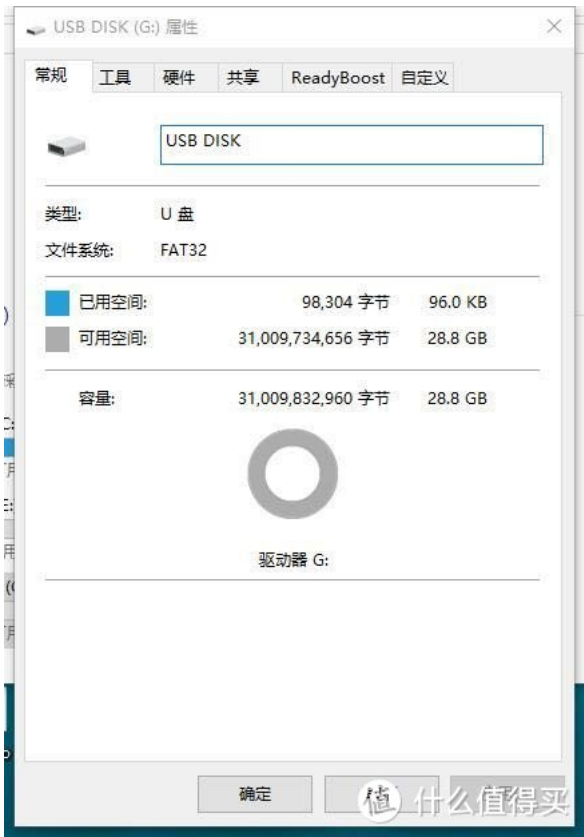 USB DISK (G:) 属性
常规 工具 硬件 共享 ReadyBoost 自定义
USB DISK
类型: U 盘
文件系统: FAT32
已用空间: 98,304 字节 96.0 KB
可用空间: 31,009,734,656 字节 28.8 GB
容量: 31,009,832,960 字节 28.8 GB
驱动器 G:
确定
值 什么值得买